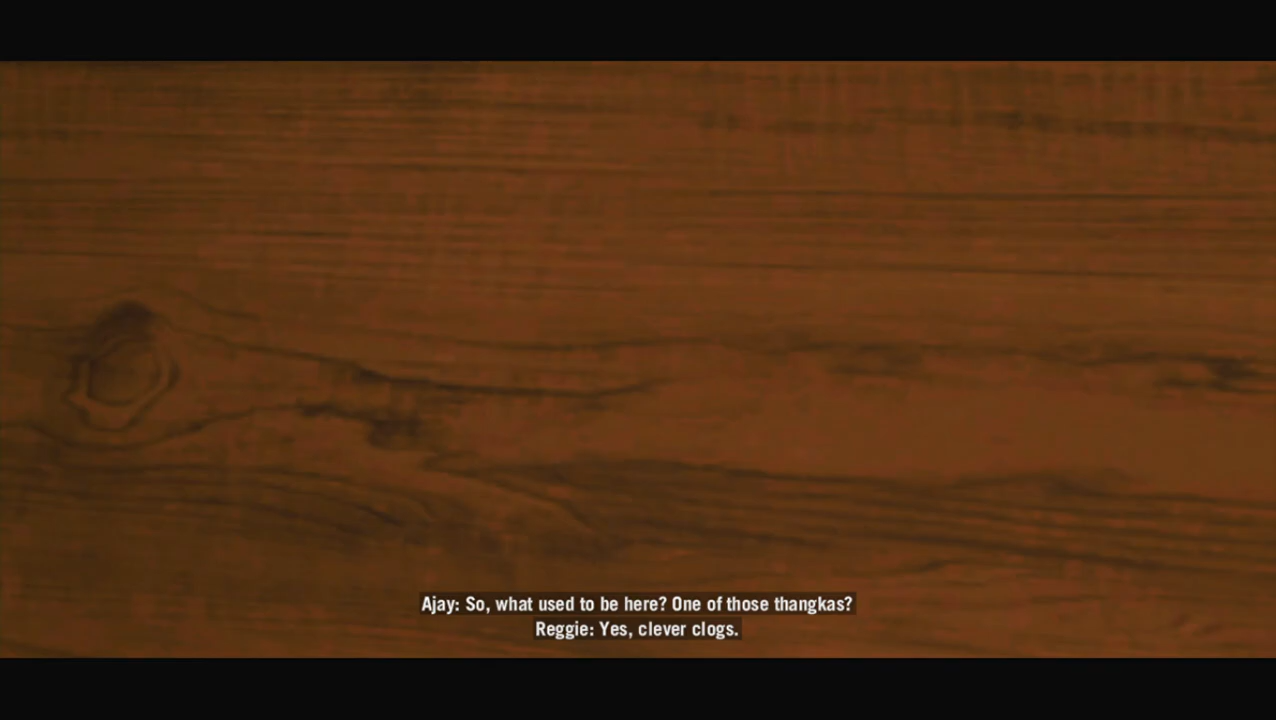 Ajay: So, what used to be here? One of those thangkas?
Reggie: Yes, clever clogs.